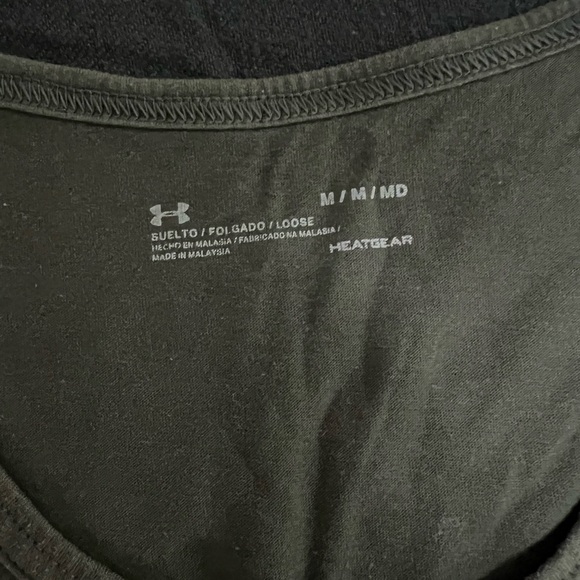 M / M / MD
SUELTO / FOLGADO / LOOSE
HECHO EN MALASIA / FABRICADO NA MALASIA /
MADE IN MALAYSIA
HEATGEAR